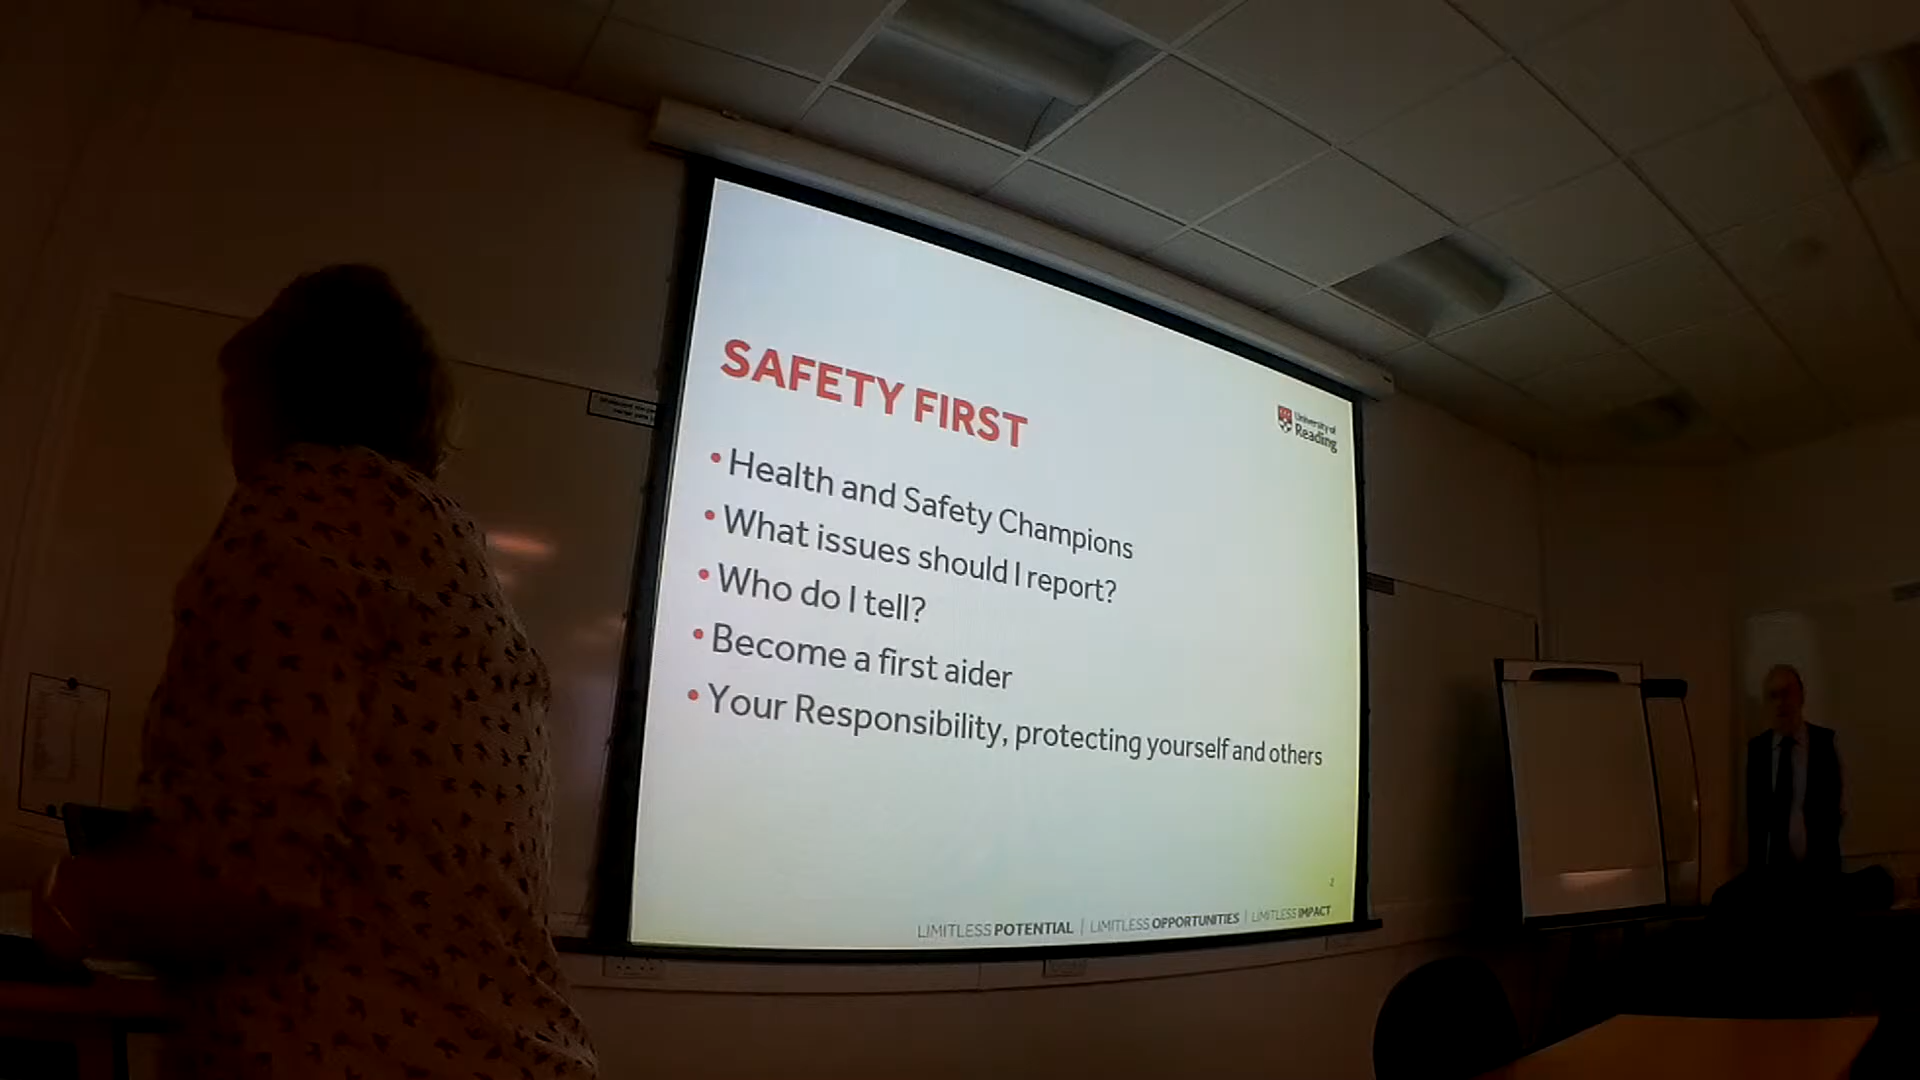 SAFETY FIRST
University of
Reading
• Health and Safety Champions
• What issues should I report?
• Who do I tell?
• Become a first aider
• Your Responsibility, protecting yourself and others
2
LIMITLESS POTENTIAL | LIMITLESS OPPORTUNITIES | LIMITLESS IMPACT